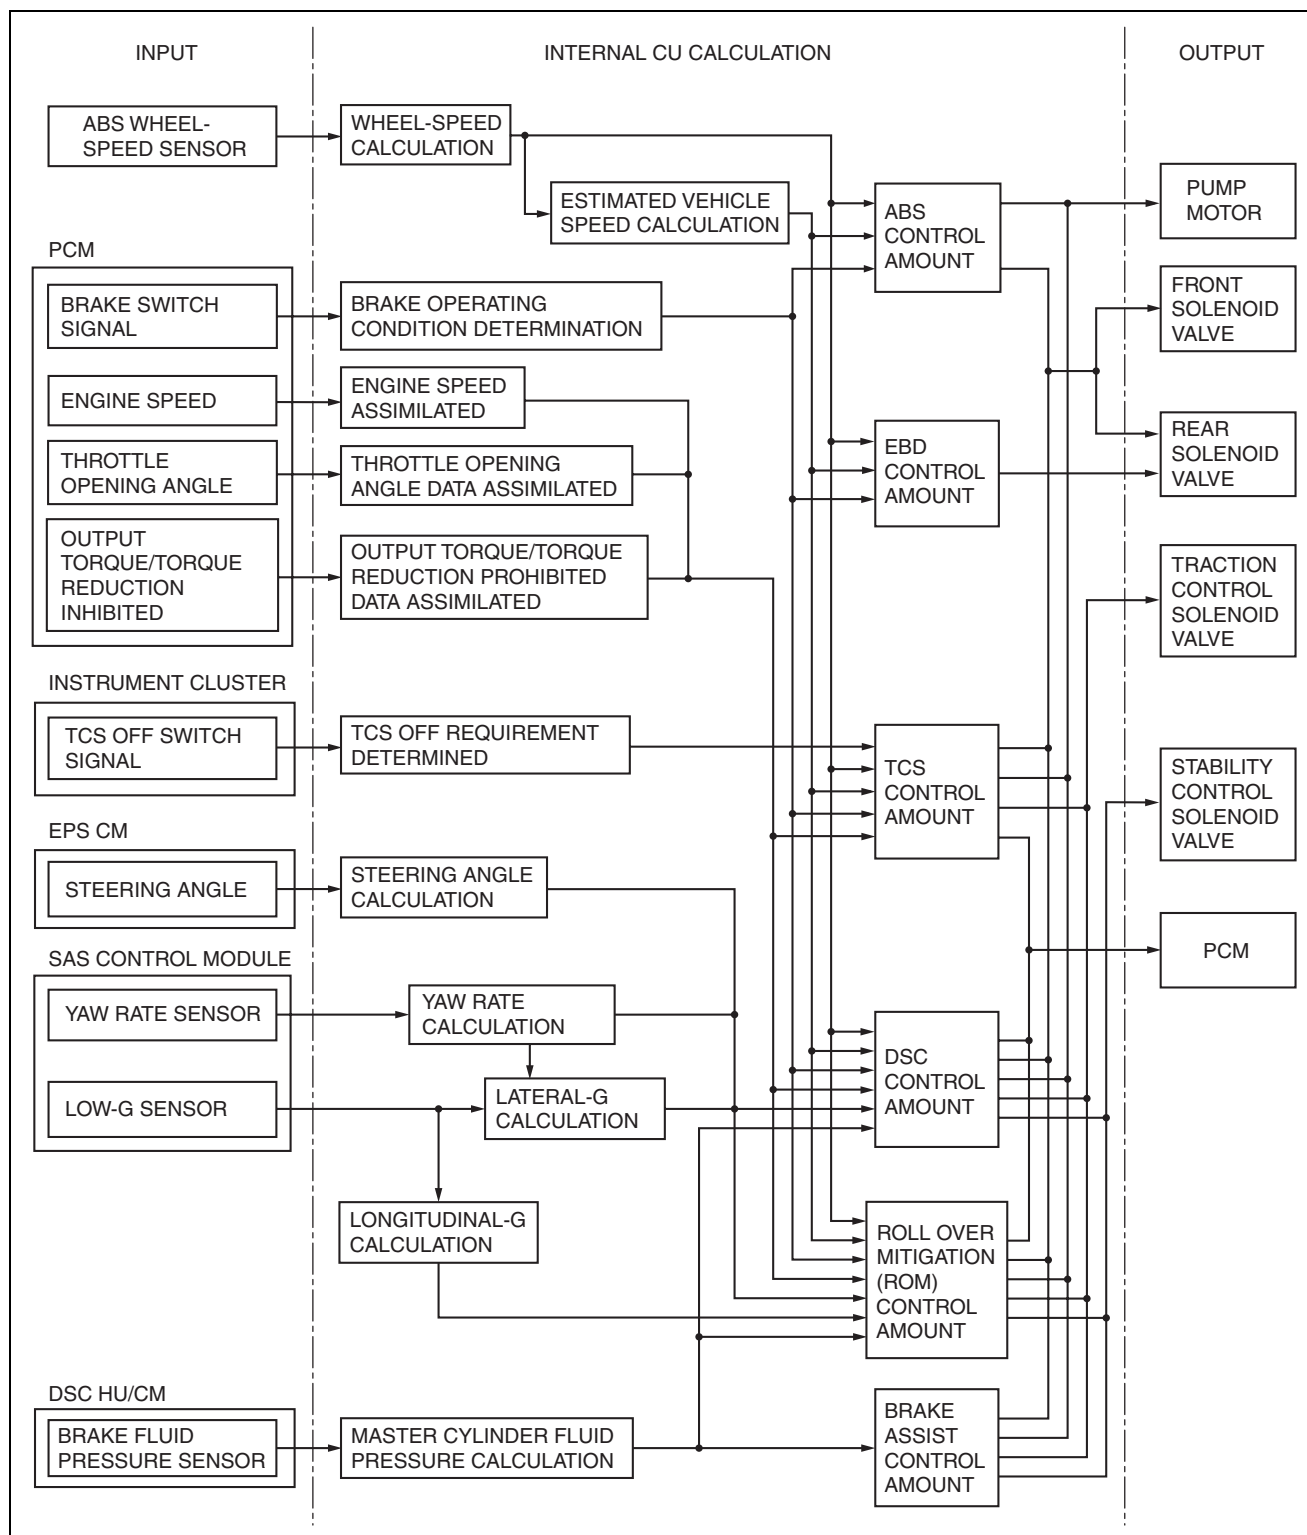 INPUT
INTERNAL CU CALCULATION
OUTPUT
ABS WHEEL-
SPEED SENSOR
WHEEL-SPEED
CALCULATION
ESTIMATED VEHICLE
SPEED CALCULATION
ABS
CONTROL
AMOUNT
PUMP
MOTOR
PCM
BRAKE SWITCH
SIGNAL
BRAKE OPERATING
CONDITION DETERMINATION
FRONT
SOLENOID
VALVE
ENGINE SPEED
ENGINE SPEED
ASSIMILATED
THROTTLE
OPENING ANGLE
THROTTLE OPENING
ANGLE DATA ASSIMILATED
EBD
CONTROL
AMOUNT
REAR
SOLENOID
VALVE
OUTPUT
TORQUE/TORQUE
REDUCTION
INHIBITED
OUTPUT TORQUE/TORQUE
REDUCTION PROHIBITED
DATA ASSIMILATED
TRACTION
CONTROL
SOLENOID
VALVE
INSTRUMENT CLUSTER
TCS OFF SWITCH
SIGNAL
TCS OFF REQUIREMENT
DETERMINED
TCS
CONTROL
AMOUNT
STABILITY
CONTROL
SOLENOID
VALVE
EPS CM
STEERING ANGLE
STEERING ANGLE
CALCULATION
PCM
SAS CONTROL MODULE
YAW RATE SENSOR
YAW RATE
CALCULATION
LOW-G SENSOR
LATERAL-G
CALCULATION
DSC
CONTROL
AMOUNT
LONGITUDINAL-G
CALCULATION
ROLL OVER
MITIGATION
(ROM)
CONTROL
AMOUNT
DSC HU/CM
BRAKE FLUID
PRESSURE SENSOR
MASTER CYLINDER FLUID
PRESSURE CALCULATION
BRAKE
ASSIST
CONTROL
AMOUNT